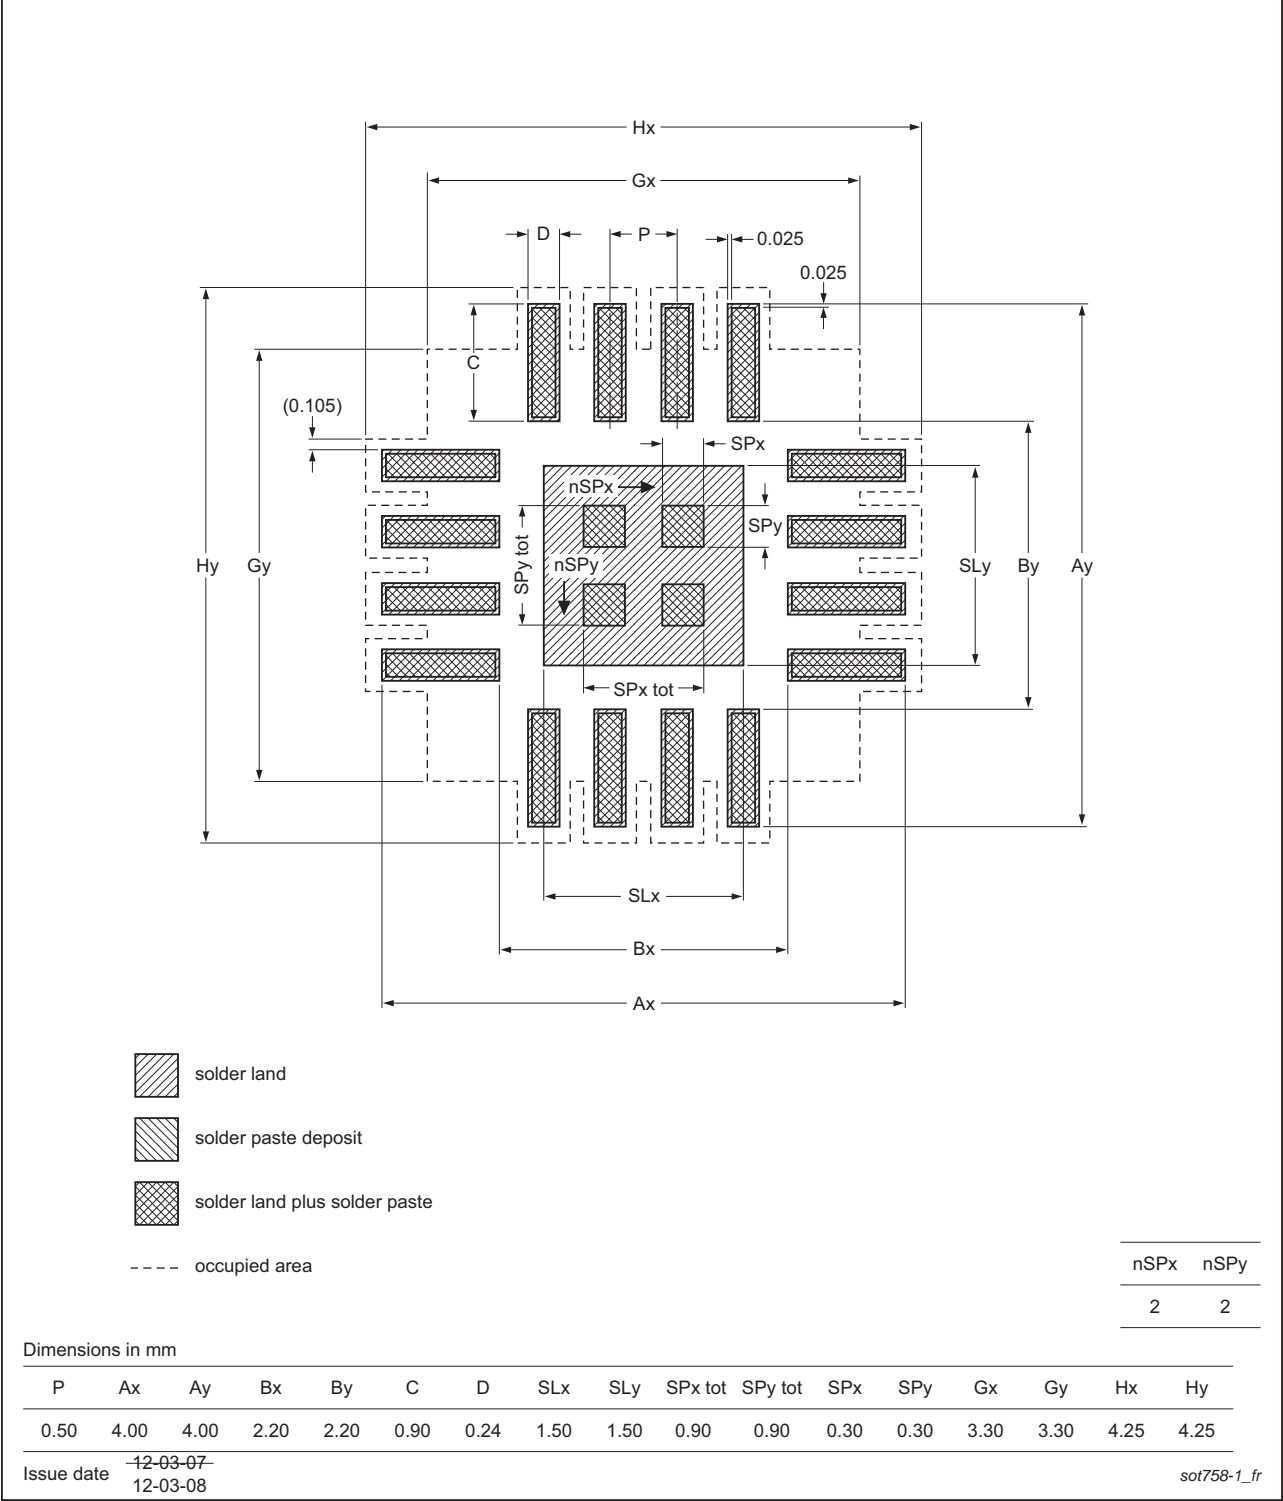 Hx
Gx
D
P
0.025
0.025
C
(0.105)
SPx
nSPx
SPy
SPy tot
nSPy
Hy
Gy
SLy
By
Ay
SPx tot
SLx
Bx
Ax
solder land
solder paste deposit
solder land plus solder paste
occupied area
nSPx nSPy
2 2
Dimensions in mm
P Ax Ay Bx By C D SLx SLy SPx tot SPy tot SPx SPy Gx Gy Hx Hy
0.50 4.00 4.00 2.20 2.20 0.90 0.24 1.50 1.50 0.90 0.90 0.30 0.30 3.30 3.30 4.25 4.25
Issue date 12-03-07
12-03-08
sot758-1_fr